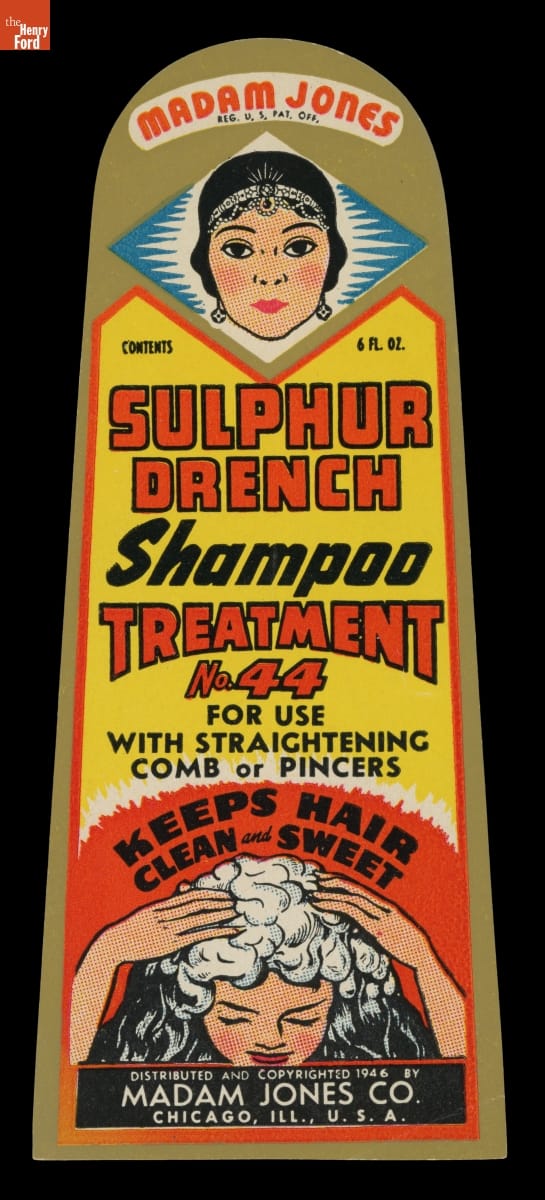 the
Henry
Ford
MADAM JONES
REG. U, S, PAT. OFF,
CONTENTS 6 FL. OZ.
SULPHUR
DRENCH
Shampoo
TREATMENT
No. 44
FOR USE
WITH STRAIGHTENING
COMB or PINCERS
KEEPS HAIR
CLEAN and SWEET
DISTRIBUTED AND COPYRIGHTED 1946 BY
MADAM JONES CO.
CHICAGO, ILL., U. S. A.